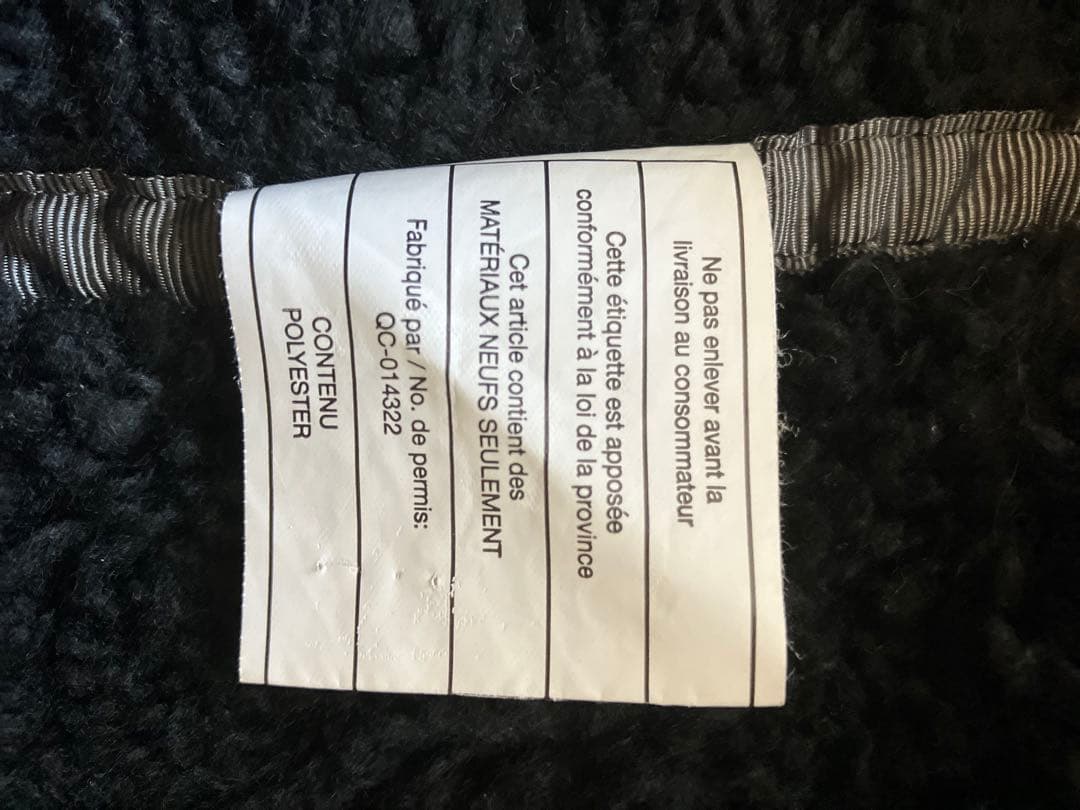 Ne pas enlever avant la
livraison au consommateur
Cette étiquette est apposée
conformément à la loi de la province
Cet article contient des
MATÉRIAUX NEUFS SEULEMENT
Fabriqué par / No. de permis:
QC-014322
CONTENU
POLYESTER